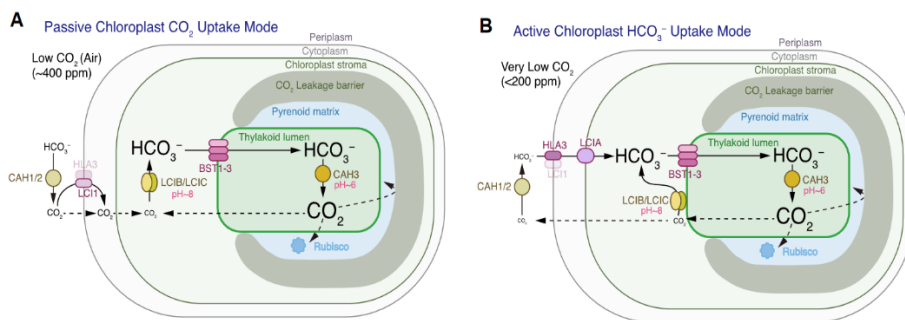 A
Passive Chloroplast CO₂ Uptake Mode
Low CO₂ (Air)
(~400 ppm)
Periplasm
Cytoplasm
Chloroplast stroma
CO₂ Leakage barrier
Pyrenoid matrix
Thylakoid lumen
HCO₃⁻
HLA3
LCI1
CAH1/2
CO₂
CO₂
CO₂
HCO₃⁻
LCIB/LCIC
pH~8
BST1-3
HCO₃⁻
CAH3
pH~6
CO₂
Rubisco
B
Active Chloroplast HCO₃⁻ Uptake Mode
Very Low CO₂
(<200 ppm)
Periplasm
Cytoplasm
Chloroplast stroma
CO₂ Leakage barrier
Pyrenoid matrix
Thylakoid lumen
HCO₃⁻
HLA3
LCI1
LCIA
CAH1/2
CO₂
HCO₃⁻
BST1-3
LCIB/LCIC
pH~8
CO₂
HCO₃⁻
CAH3
pH~6
CO₂
Rubisco